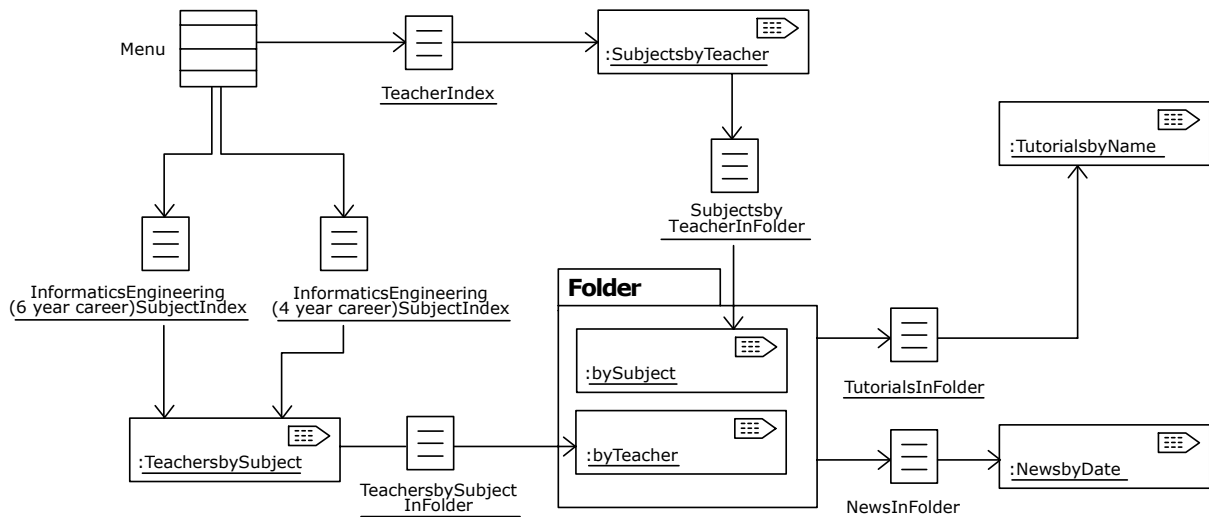 Menu
TeacherIndex
:SubjectsbyTeacher
:TutorialsbyName
Subjectsby
TeacherInFolder
InformaticsEngineering
(6 year career)SubjectIndex
InformaticsEngineering
(4 year career)SubjectIndex
Folder
:bySubject
TutorialsInFolder
:TeachersbySubject
TeachersbySubject
InFolder
:byTeacher
NewsInFolder
:NewsbyDate